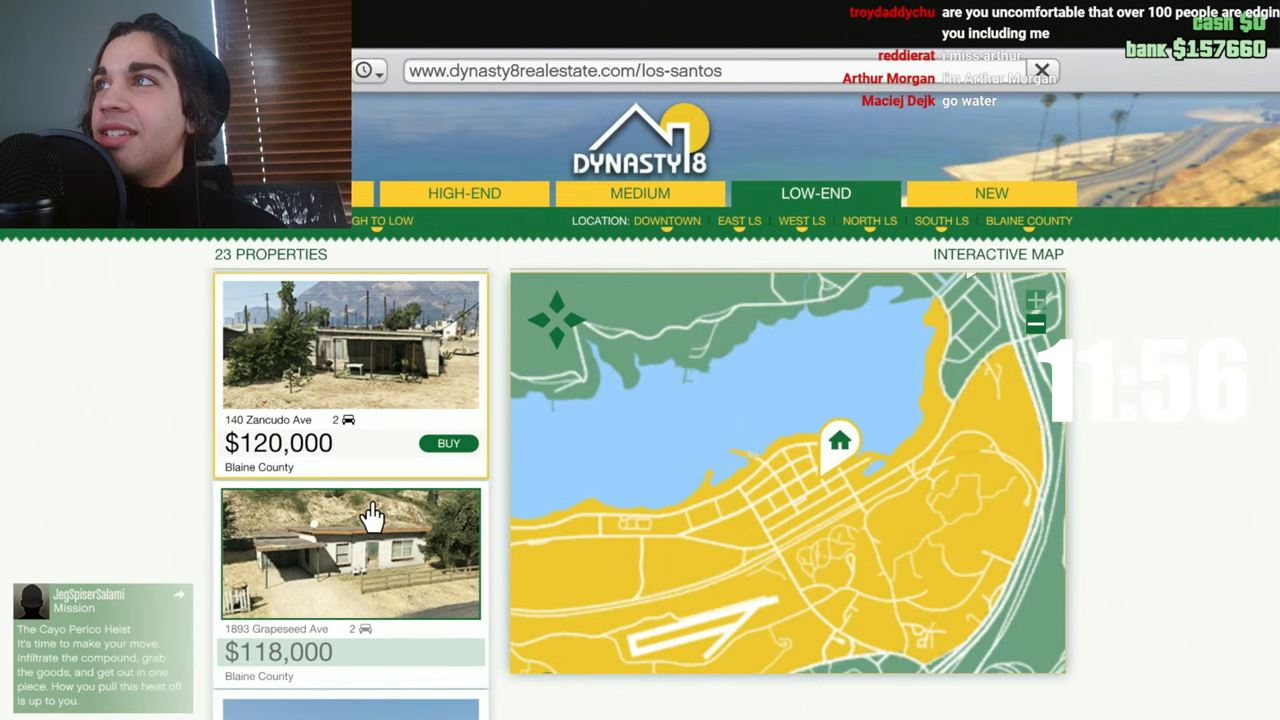 troydaddychu are you uncomfortable that over 100 people are edgin
you including me
reddierat i miss arthur
Arthur Morgan I'm Arthur Morgan
Maciej Dejk go water
cash $0
bank $157660
www.dynasty8realestate.com/los-santos
DYNASTY 8
HIGH-END
MEDIUM
LOW-END
NEW
GH TO LOW
LOCATION: DOWNTOWN EAST LS WEST LS NORTH LS SOUTH LS BLAINE COUNTY
23 PROPERTIES
INTERACTIVE MAP
140 Zancudo Ave 2
$120,000
BUY
Blaine County
1893 Grapeseed Ave 2
$118,000
Blaine County
11:56
JegSpiserSalami
Mission
The Cayo Perico Heist
It's time to make your move.
Infiltrate the compound, grab
the goods, and get out in one
piece. How you pull this heist off
is up to you.